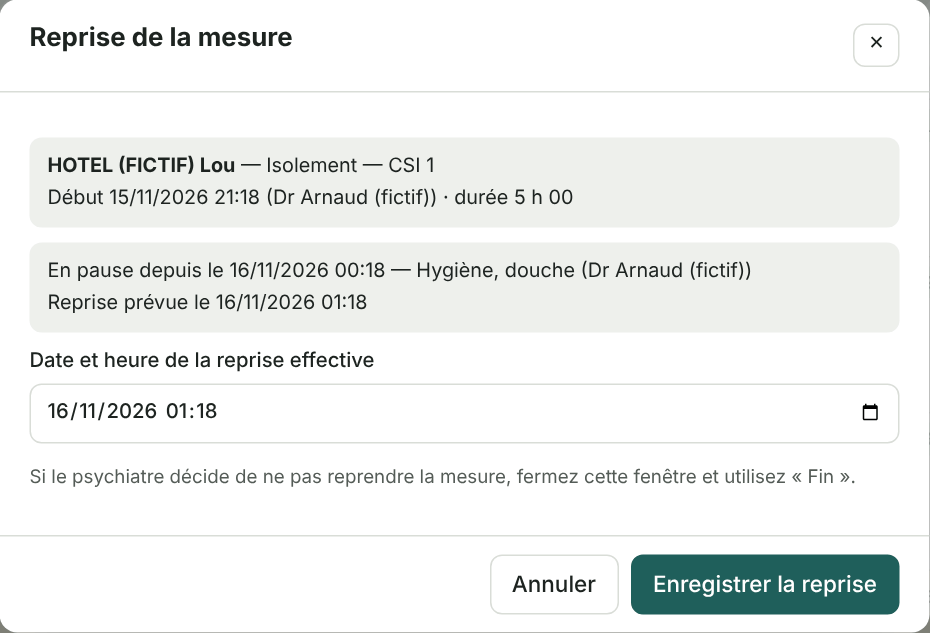 Reprise de la mesure
×
HOTEL (FICTIF) Lou — Isolement — CSI 1
Début 15/11/2026 21:18 (Dr Arnaud (fictif)) · durée 5 h 00
En pause depuis le 16/11/2026 00:18 — Hygiène, douche (Dr Arnaud (fictif))
Reprise prévue le 16/11/2026 01:18
Date et heure de la reprise effective
16/11/2026 01:18
Si le psychiatre décide de ne pas reprendre la mesure, fermez cette fenêtre et utilisez « Fin ».
Annuler
Enregistrer la reprise